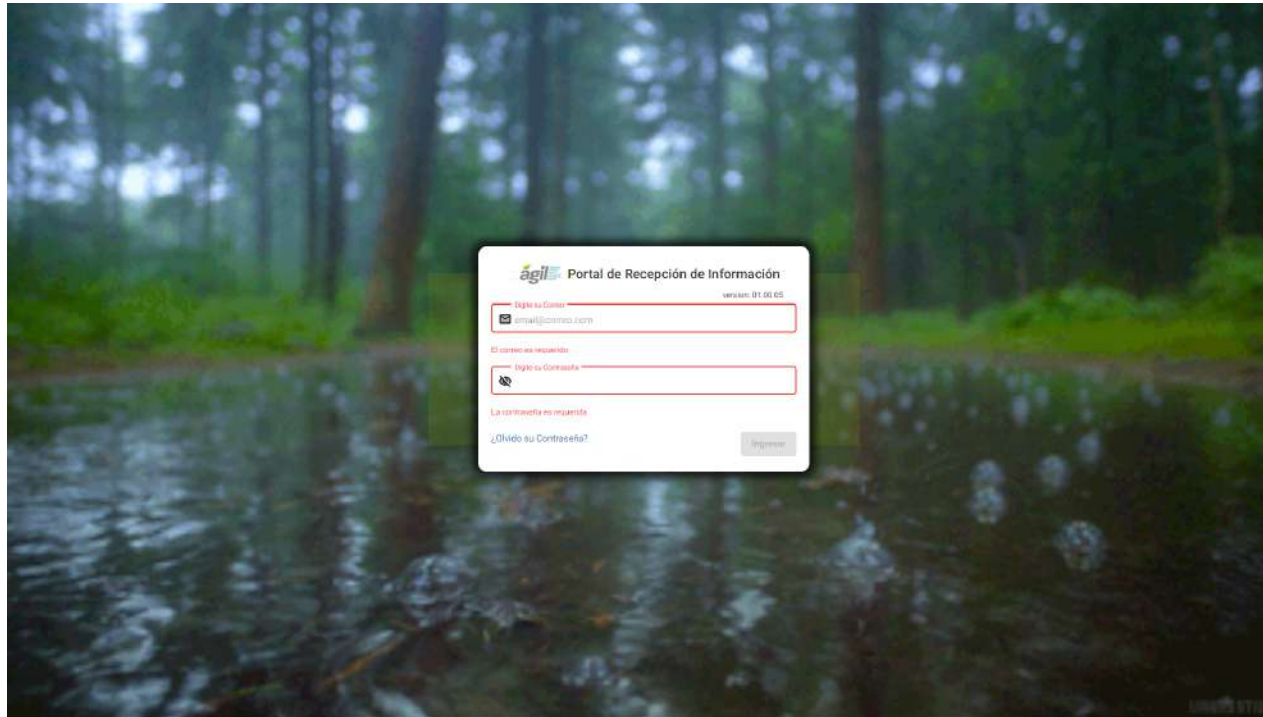 ágil Portal de Recepción de Información
version: 01.00.05
Digite su Correo
email@correo.com
El correo es requerido
Digite su Contraseña
La contraseña es requerida
¿Olvido su Contraseña?
Ingresar